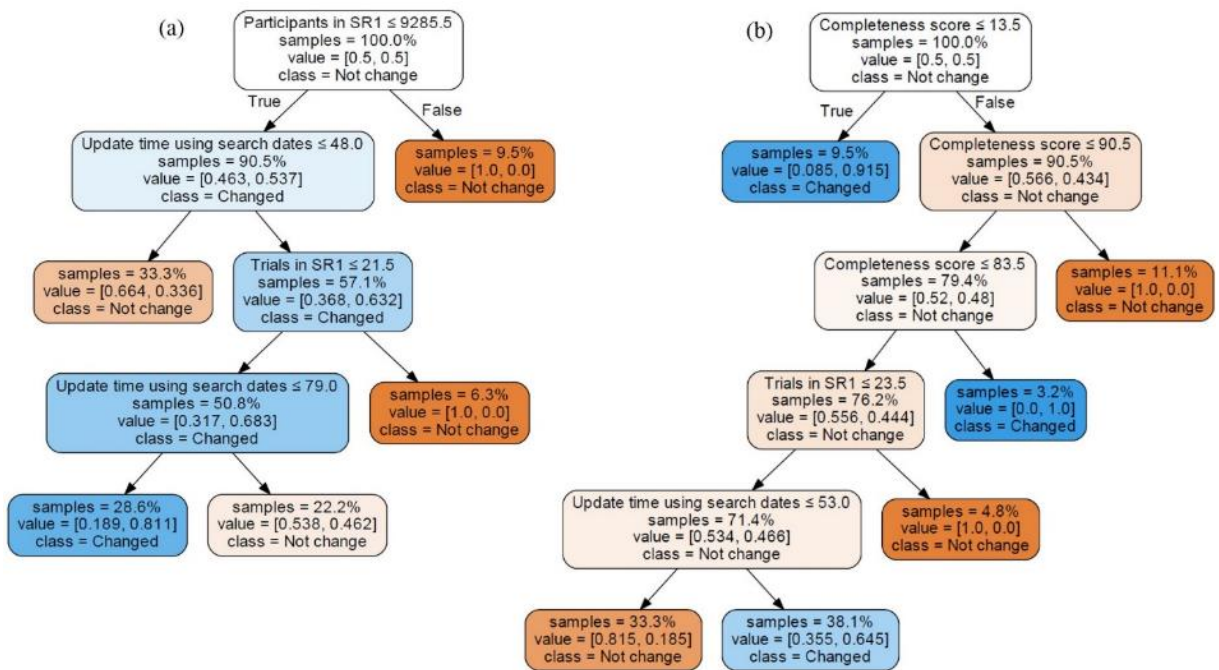 (a)
Participants in SR1 ≤ 9285.5
samples = 100.0%
value = [0.5, 0.5]
class = Not change
True
False
Update time using search dates ≤ 48.0
samples = 90.5%
value = [0.463, 0.537]
class = Changed
samples = 9.5%
value = [1.0, 0.0]
class = Not change
samples = 33.3%
value = [0.664, 0.336]
class = Not change
Trials in SR1 ≤ 21.5
samples = 57.1%
value = [0.368, 0.632]
class = Changed
Update time using search dates ≤ 79.0
samples = 50.8%
value = [0.317, 0.683]
class = Changed
samples = 6.3%
value = [1.0, 0.0]
class = Not change
samples = 28.6%
value = [0.189, 0.811]
class = Changed
samples = 22.2%
value = [0.538, 0.462]
class = Not change
(b)
Completeness score ≤ 13.5
samples = 100.0%
value = [0.5, 0.5]
class = Not change
True
False
samples = 9.5%
value = [0.085, 0.915]
class = Changed
Completeness score ≤ 90.5
samples = 90.5%
value = [0.566, 0.434]
class = Not change
Completeness score ≤ 83.5
samples = 79.4%
value = [0.52, 0.48]
class = Not change
samples = 11.1%
value = [1.0, 0.0]
class = Not change
Trials in SR1 ≤ 23.5
samples = 76.2%
value = [0.556, 0.444]
class = Not change
samples = 3.2%
value = [0.0, 1.0]
class = Changed
Update time using search dates ≤ 53.0
samples = 71.4%
value = [0.534, 0.466]
class = Not change
samples = 4.8%
value = [1.0, 0.0]
class = Not change
samples = 33.3%
value = [0.815, 0.185]
class = Not change
samples = 38.1%
value = [0.355, 0.645]
class = Changed